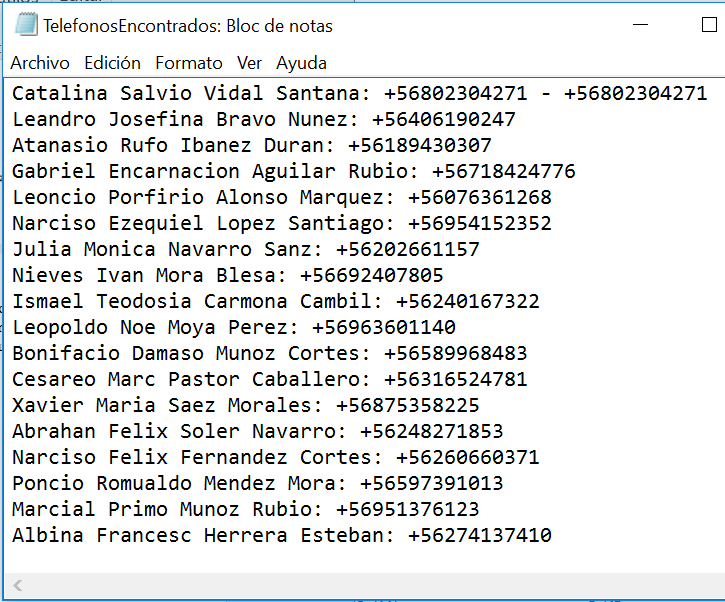 TelefonosEncontrados: Bloc de notas
Archivo Edición Formato Ver Ayuda
Catalina Salvio Vidal Santana: +56802304271 - +56802304271
Leandro Josefina Bravo Nunez: +56406190247
Atanasio Rufo Ibanez Duran: +56189430307
Gabriel Encarnacion Aguilar Rubio: +56718424776
Leoncio Porfirio Alonso Marquez: +56076361268
Narciso Ezequiel Lopez Santiago: +56954152352
Julia Monica Navarro Sanz: +56202661157
Nieves Ivan Mora Blesa: +56692407805
Ismael Teodosia Carmona Cambil: +56240167322
Leopoldo Noe Moya Perez: +56963601140
Bonifacio Damaso Munoz Cortes: +56589968483
Cesareo Marc Pastor Caballero: +56316524781
Xavier Maria Saez Morales: +56875358225
Abrahan Felix Soler Navarro: +56248271853
Narciso Felix Fernandez Cortes: +56260660371
Poncio Romualdo Mendez Mora: +56597391013
Marcial Primo Munoz Rubio: +56951376123
Albina Francesc Herrera Esteban: +56274137410